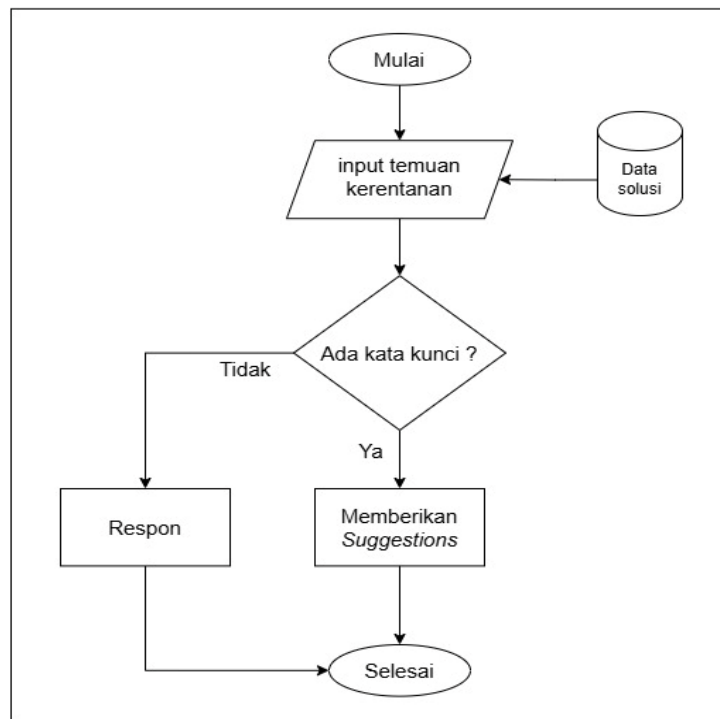 Mulai
input temuan
kerentanan
Data
solusi
Ada kata kunci ?
Tidak
Ya
Respon
Memberikan
Suggestions
Selesai